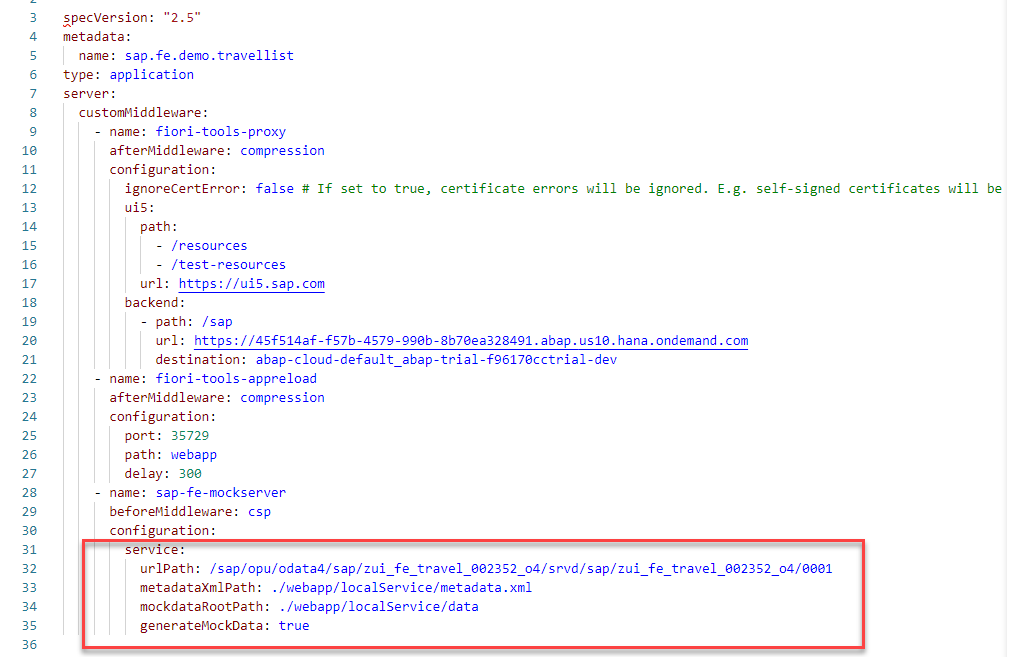 2
3 specVersion: "2.5"
4 metadata:
5 name: sap.fe.demo.travellist
6 type: application
7 server:
8 customMiddleware:
9 - name: fiori-tools-proxy
10 afterMiddleware: compression
11 configuration:
12 ignoreCertError: false # If set to true, certificate errors will be ignored. E.g. self-signed certificates will be
13 ui5:
14 path:
15 - /resources
16 - /test-resources
17 url: https://ui5.sap.com
18 backend:
19 - path: /sap
20 url: https://45f514af-f57b-4579-990b-8b70ea328491.abap.us10.hana.ondemand.com
21 destination: abap-cloud-default_abap-trial-f96170cctrial-dev
22 - name: fiori-tools-appreload
23 afterMiddleware: compression
24 configuration:
25 port: 35729
26 path: webapp
27 delay: 300
28 - name: sap-fe-mockserver
29 beforeMiddleware: csp
30 configuration:
31 service:
32 urlPath: /sap/opu/odata4/sap/zui_fe_travel_002352_o4/srvd/sap/zui_fe_travel_002352_o4/0001
33 metadataXmlPath: ./webapp/localService/metadata.xml
34 mockdataRootPath: ./webapp/localService/data
35 generateMockData: true
36